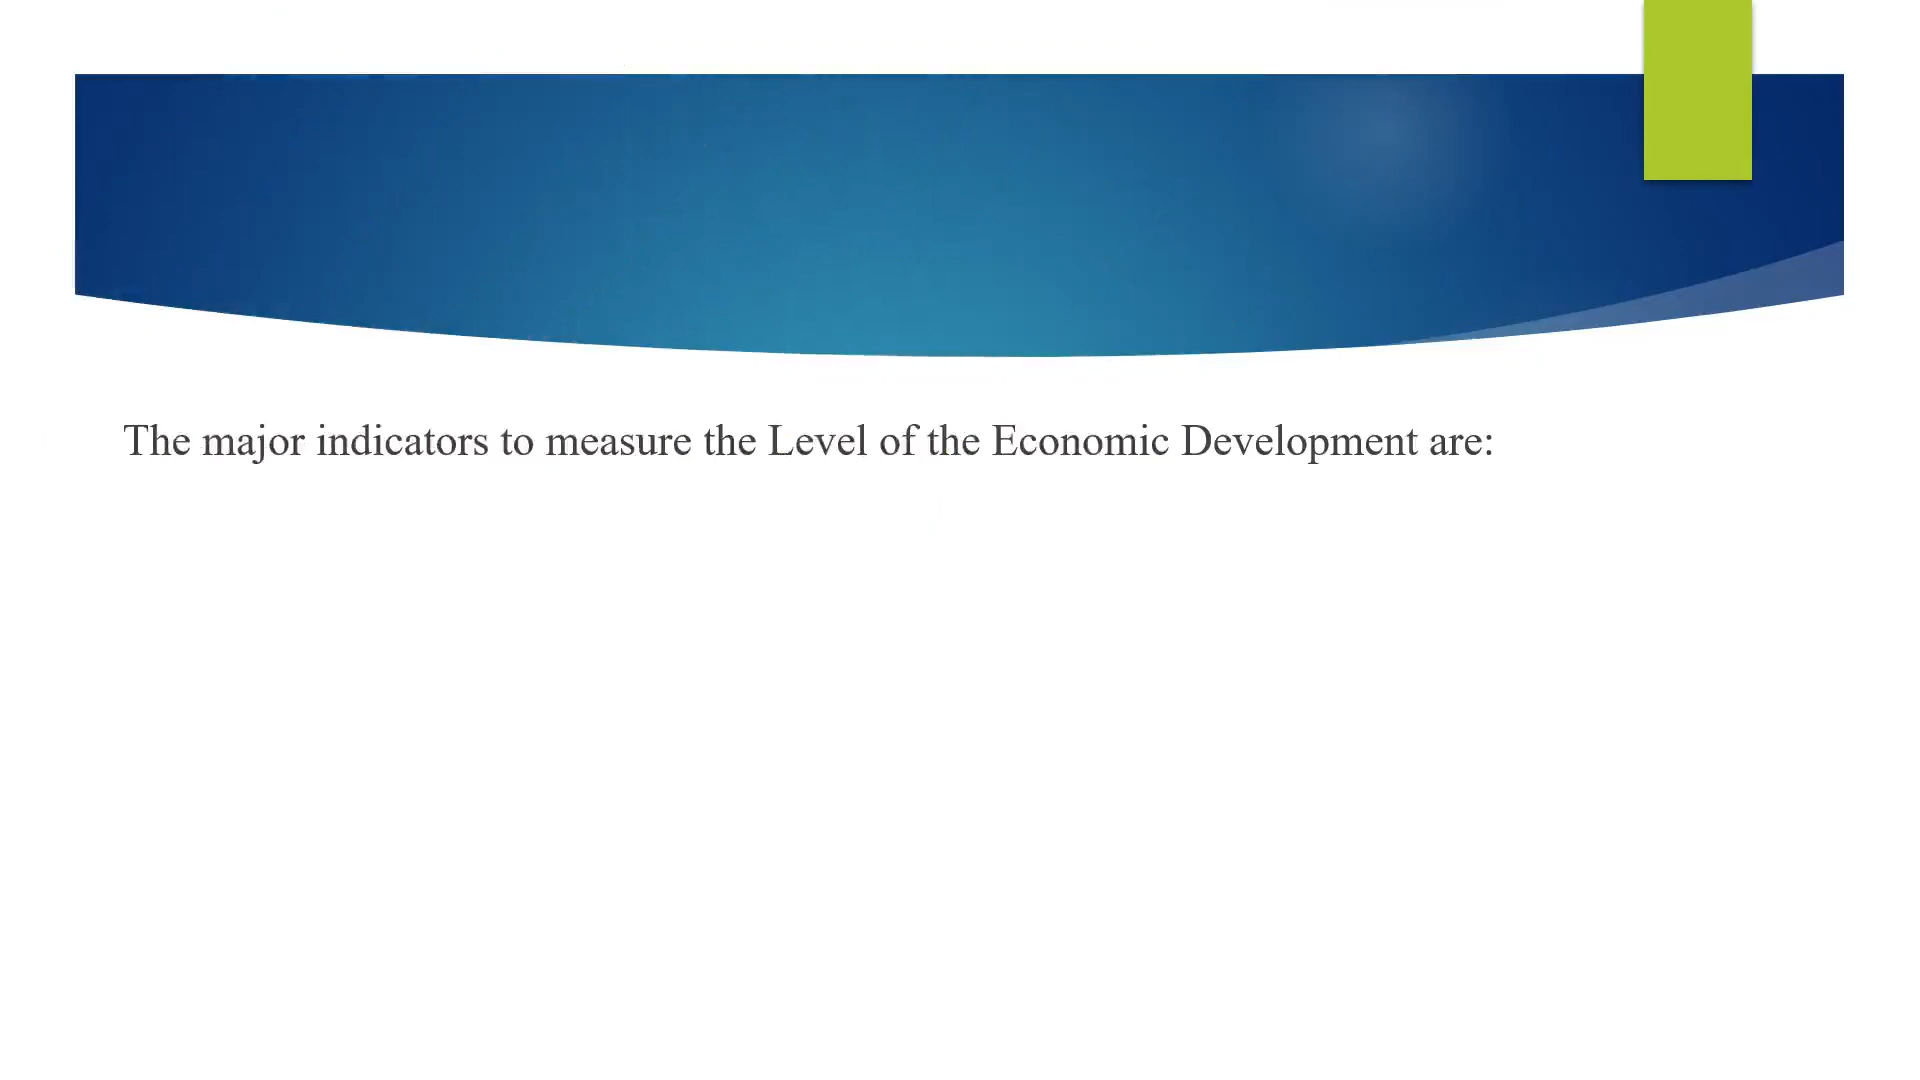 The major indicators to measure the Level of the Economic Development are: